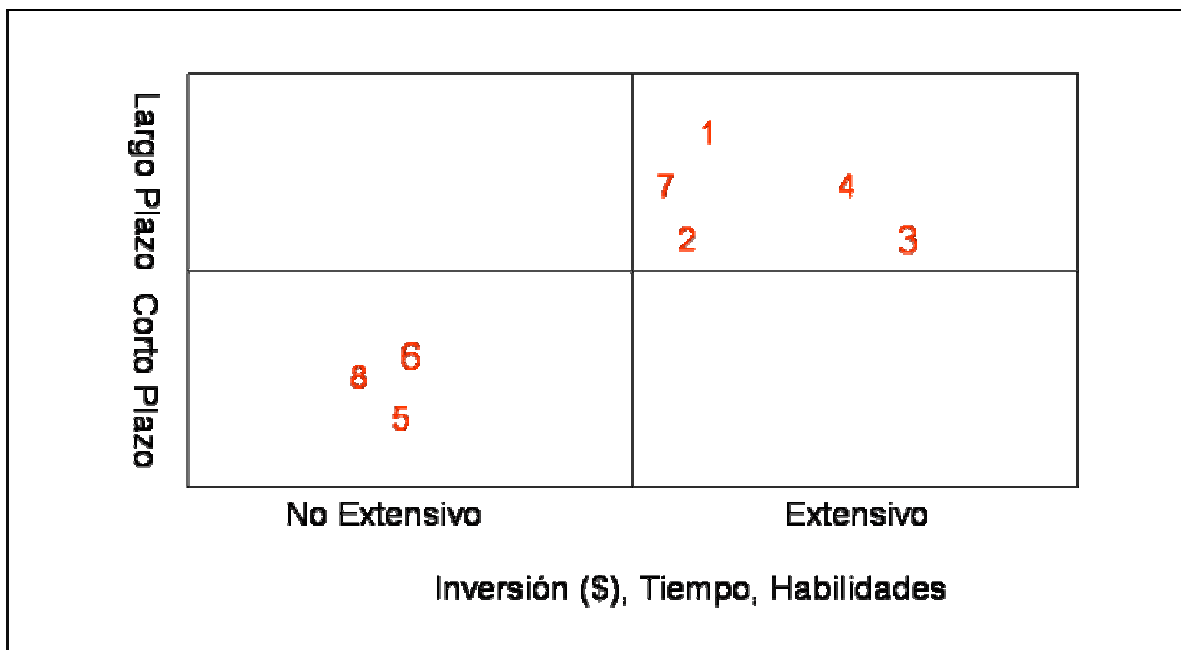 Largo Plazo
Corto Plazo
1
7
4
2
3
6
8
5
No Extensivo
Extensivo
Inversión ($), Tiempo, Habilidades